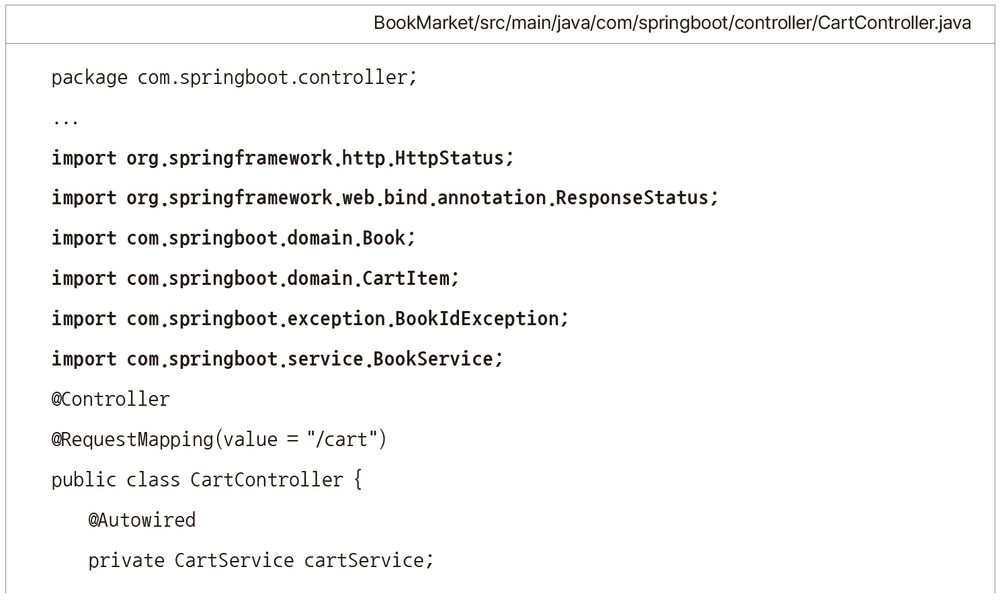 BookMarket/src/main/java/com/springboot/controller/CartController.java
package com.springboot.controller;
...
import org.springframework.http.HttpStatus;
import org.springframework.web.bind.annotation.ResponseStatus;
import com.springboot.domain.Book;
import com.springboot.domain.CartItem;
import com.springboot.exception.BookIdException;
import com.springboot.service.BookService;
@Controller
@RequestMapping(value = "/cart")
public class CartController {
@Autowired
private CartService cartService;